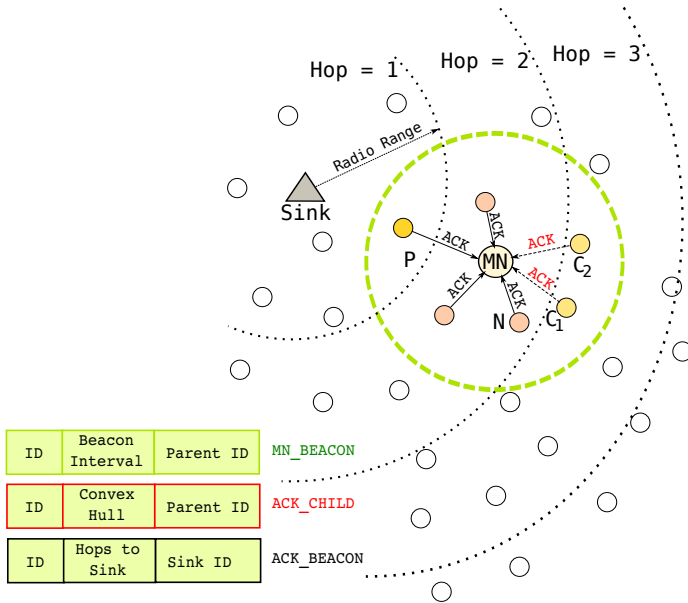 Hop = 1
Hop = 2
Hop = 3
Radio Range
Sink
P
ACK
ACK
ACK
MN
C2
ACK
ACK
ACK
N
C1
ID
Beacon
Interval
Parent ID
MN_BEACON
ID
Convex
Hull
Parent ID
ACK_CHILD
ID
Hops to
Sink
Sink ID
ACK_BEACON